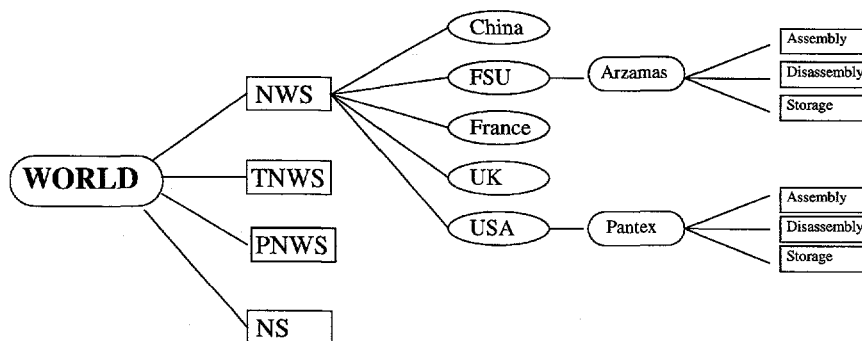 China
Assembly
FSU
Arzamas
Disassembly
NWS
Storage
France
WORLD
TNWS
UK
Assembly
USA
Pantex
Disassembly
PNWS
Storage
NS